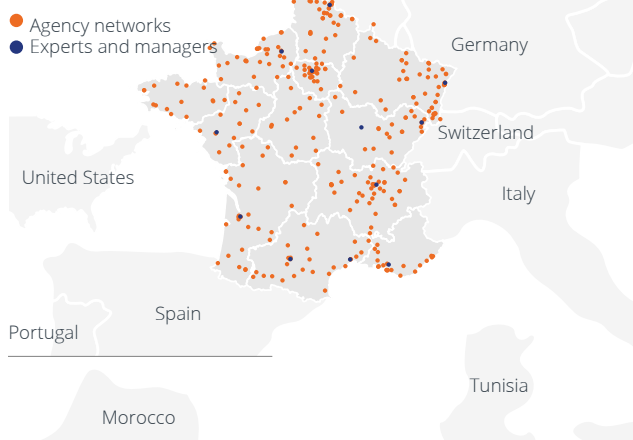 Agency networks
Experts and managers
Germany
Switzerland
United States
Italy
Spain
Portugal
Tunisia
Morocco